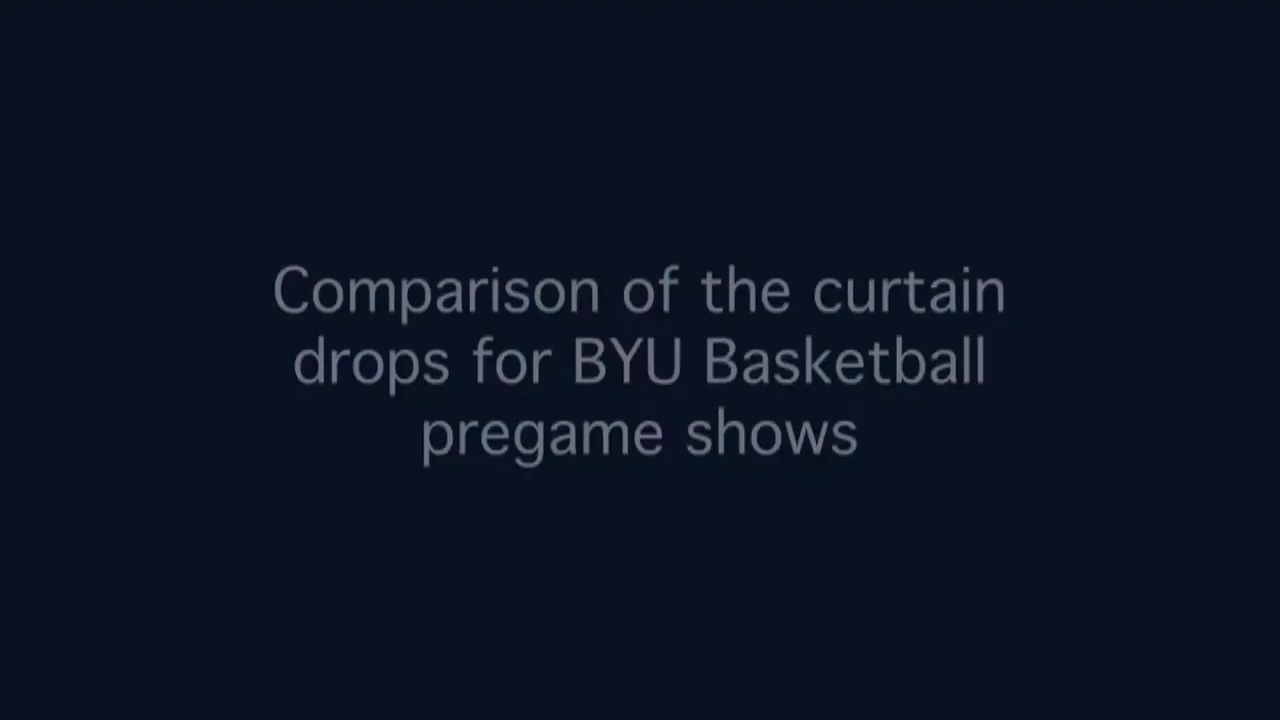 Comparison of the curtain
drops for BYU Basketball
pregame shows